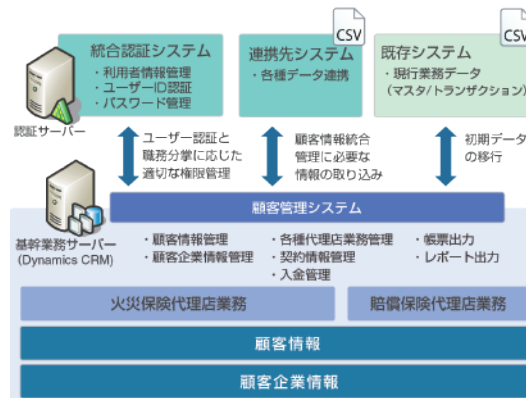 CSV
CSV
統合認証システム
・利用者情報管理
・ユーザーID認証
・パスワード管理
連携先システム
・各種データ連携
既存システム
・現行業務データ
(マスタ/トランザクション)
認証サーバー
ユーザー認証と
職務分掌に応じた
適切な権限管理
顧客情報統合
管理に必要な
情報の取り込み
初期データ
の移行
顧客管理システム
基幹業務サーバー
(Dynamics CRM)
・顧客情報管理
・顧客企業情報管理
・各種代理店業務管理
・契約情報管理
・入金管理
・帳票出力
・レポート出力
火災保険代理店業務
賠償保険代理店業務
顧客情報
顧客企業情報